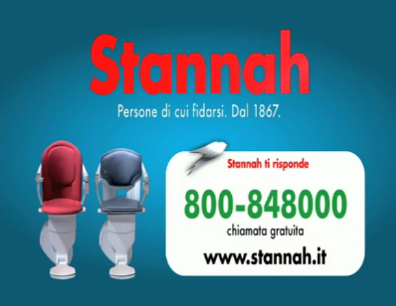 Stannah
Persone di cui fidarsi. Dal 1867.
Stannah ti risponde
800-848000
chiamata gratuita
www.stannah.it